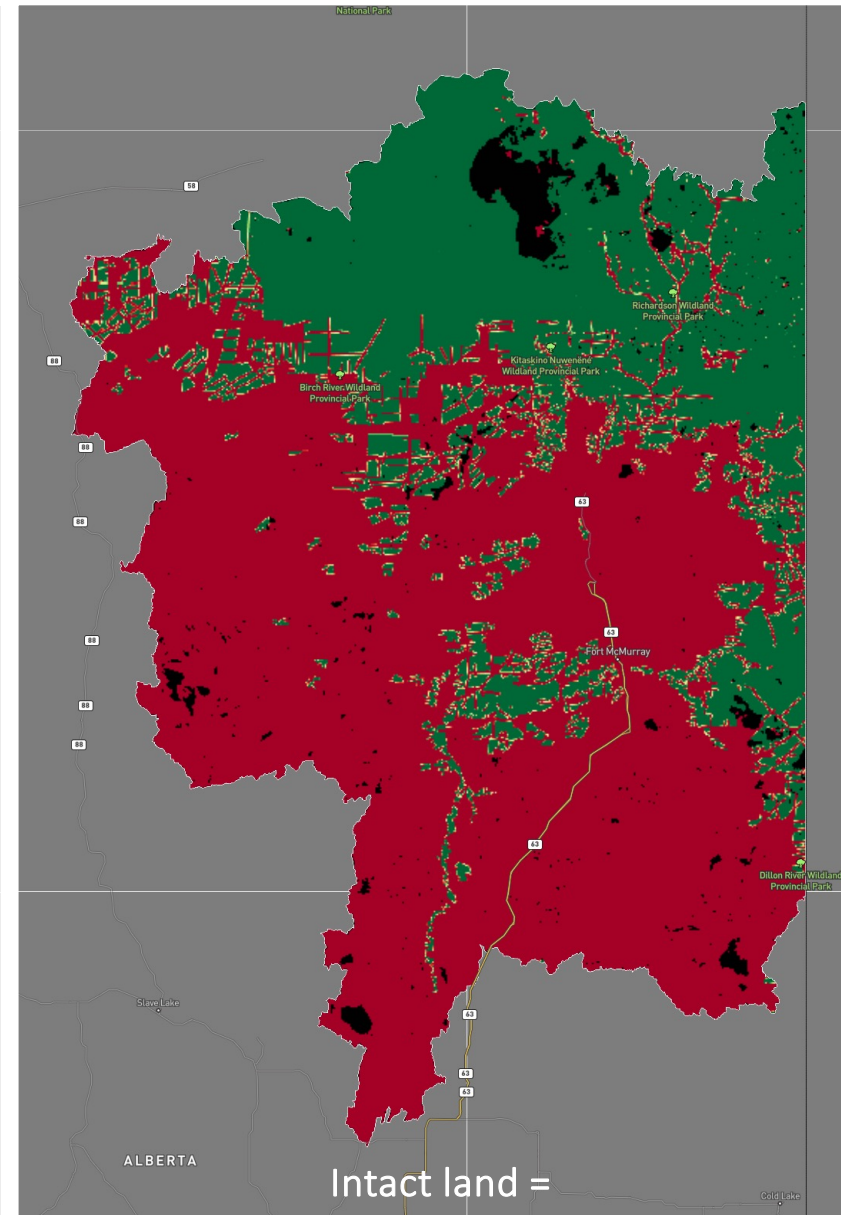 National Park
58
Richardson Wildland
Provincial Park
88
Kitaskino Nuwenëné
Wildland Provincial Park
Birch River Wildland
Provincial Park
88
63
88
63
88
Fort McMurray
88
88
63
Dillon River Wildland
Provincial Park
Slave Lake
63
63
63
ALBERTA
Intact land =
Cold Lake